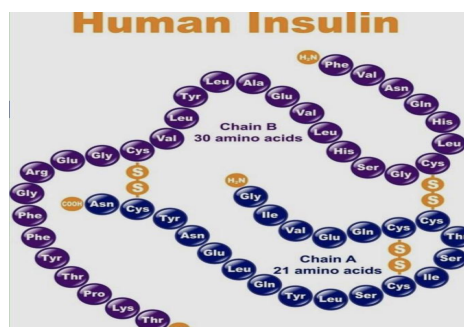 Human Insulin
H₂N Phe Val Asn Gln His Leu Cys Gly Ser His Leu Val Glu Ala Leu Tyr Leu Val Cys Gly Glu Arg Gly Phe Phe Tyr Thr Pro Lys Thr
Chain B
30 amino acids
S
S
S
S
H₂N Gly Ile Val Glu Gln Cys Cys Th Ser Ile Cys Ser Leu Tyr Gln Leu Glu Asn Tyr Cys Asn COOH
S
S
Chain A
21 amino acids